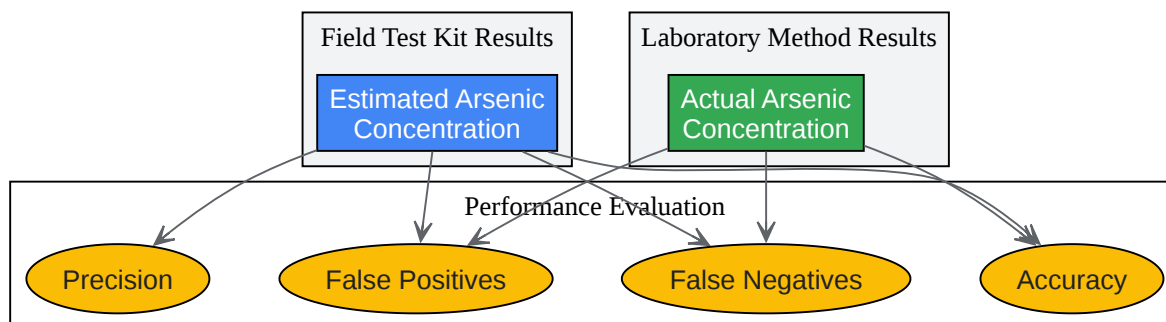 Field Test Kit Results
Laboratory Method Results
Estimated Arsenic
Concentration
Actual Arsenic
Concentration
Performance Evaluation
Precision
False Positives
False Negatives
Accuracy